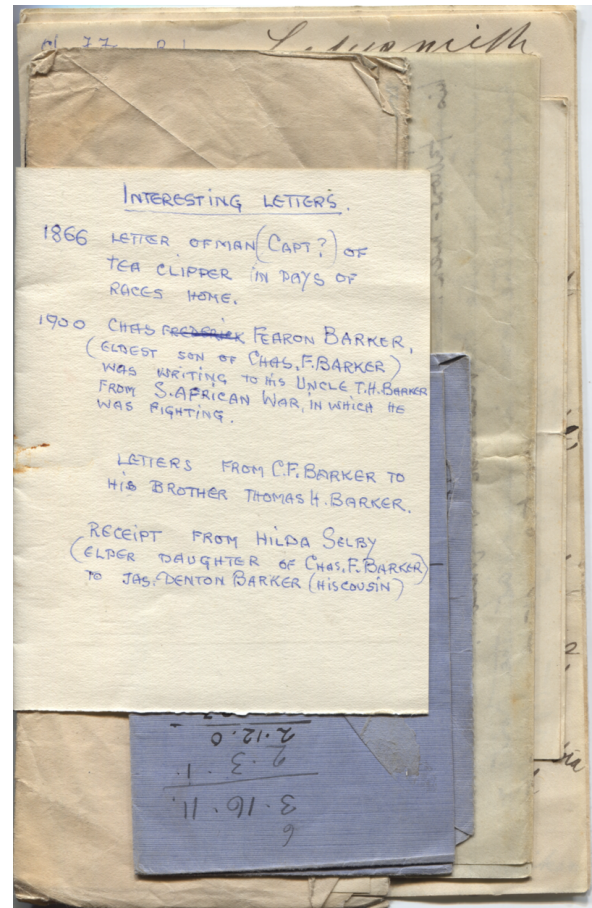 Ladysmith
INTERESTING LETTERS.
1866 LETTER OF MAN (CAPT?) OF
TEA CLIPPER IN DAYS OF
RACES HOME.
1900 CHAS FREDERICK FEARON BARKER,
(ELDEST SON OF CHAS. F. BARKER)
WAS WRITING TO HIS UNCLE T.H. BARKER
FROM S. AFRICAN WAR, IN WHICH HE
WAS FIGHTING.
LETTERS FROM C.F. BARKER TO
HIS BROTHER THOMAS H. BARKER.
RECEIPT FROM HILDA SELBY
(ELDER DAUGHTER OF CHAS. F. BARKER)
TO JAS. DENTON BARKER (HIS COUSIN)
6
3.16.11
2.3.1
2.12.0